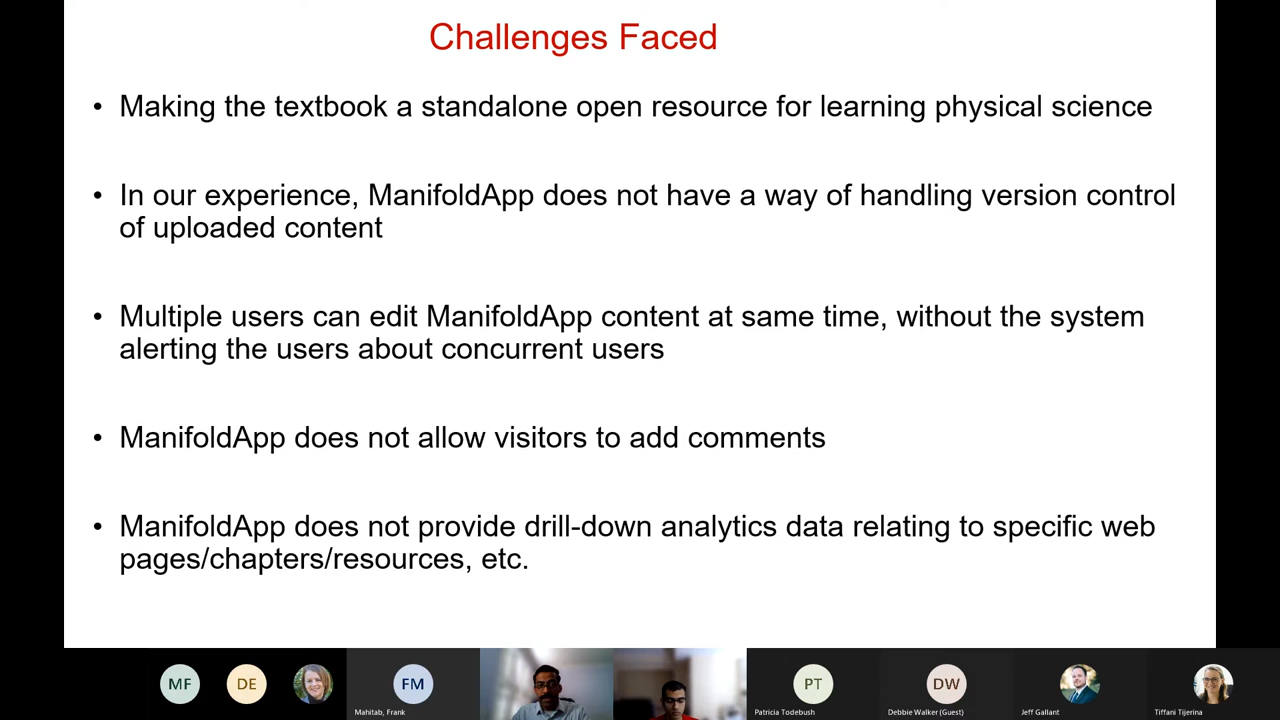 Challenges Faced
• Making the textbook a standalone open resource for learning physical science
• In our experience, ManifoldApp does not have a way of handling version control
of uploaded content
• Multiple users can edit ManifoldApp content at same time, without the system
alerting the users about concurrent users
• ManifoldApp does not allow visitors to add comments
• ManifoldApp does not provide drill-down analytics data relating to specific web
pages/chapters/resources, etc.
MF
DE
FM
PT
DW
Mahitab, Frank
Patricia Todebush
Debbie Walker (Guest)
Jeff Gallant
Tiffani Tijerina